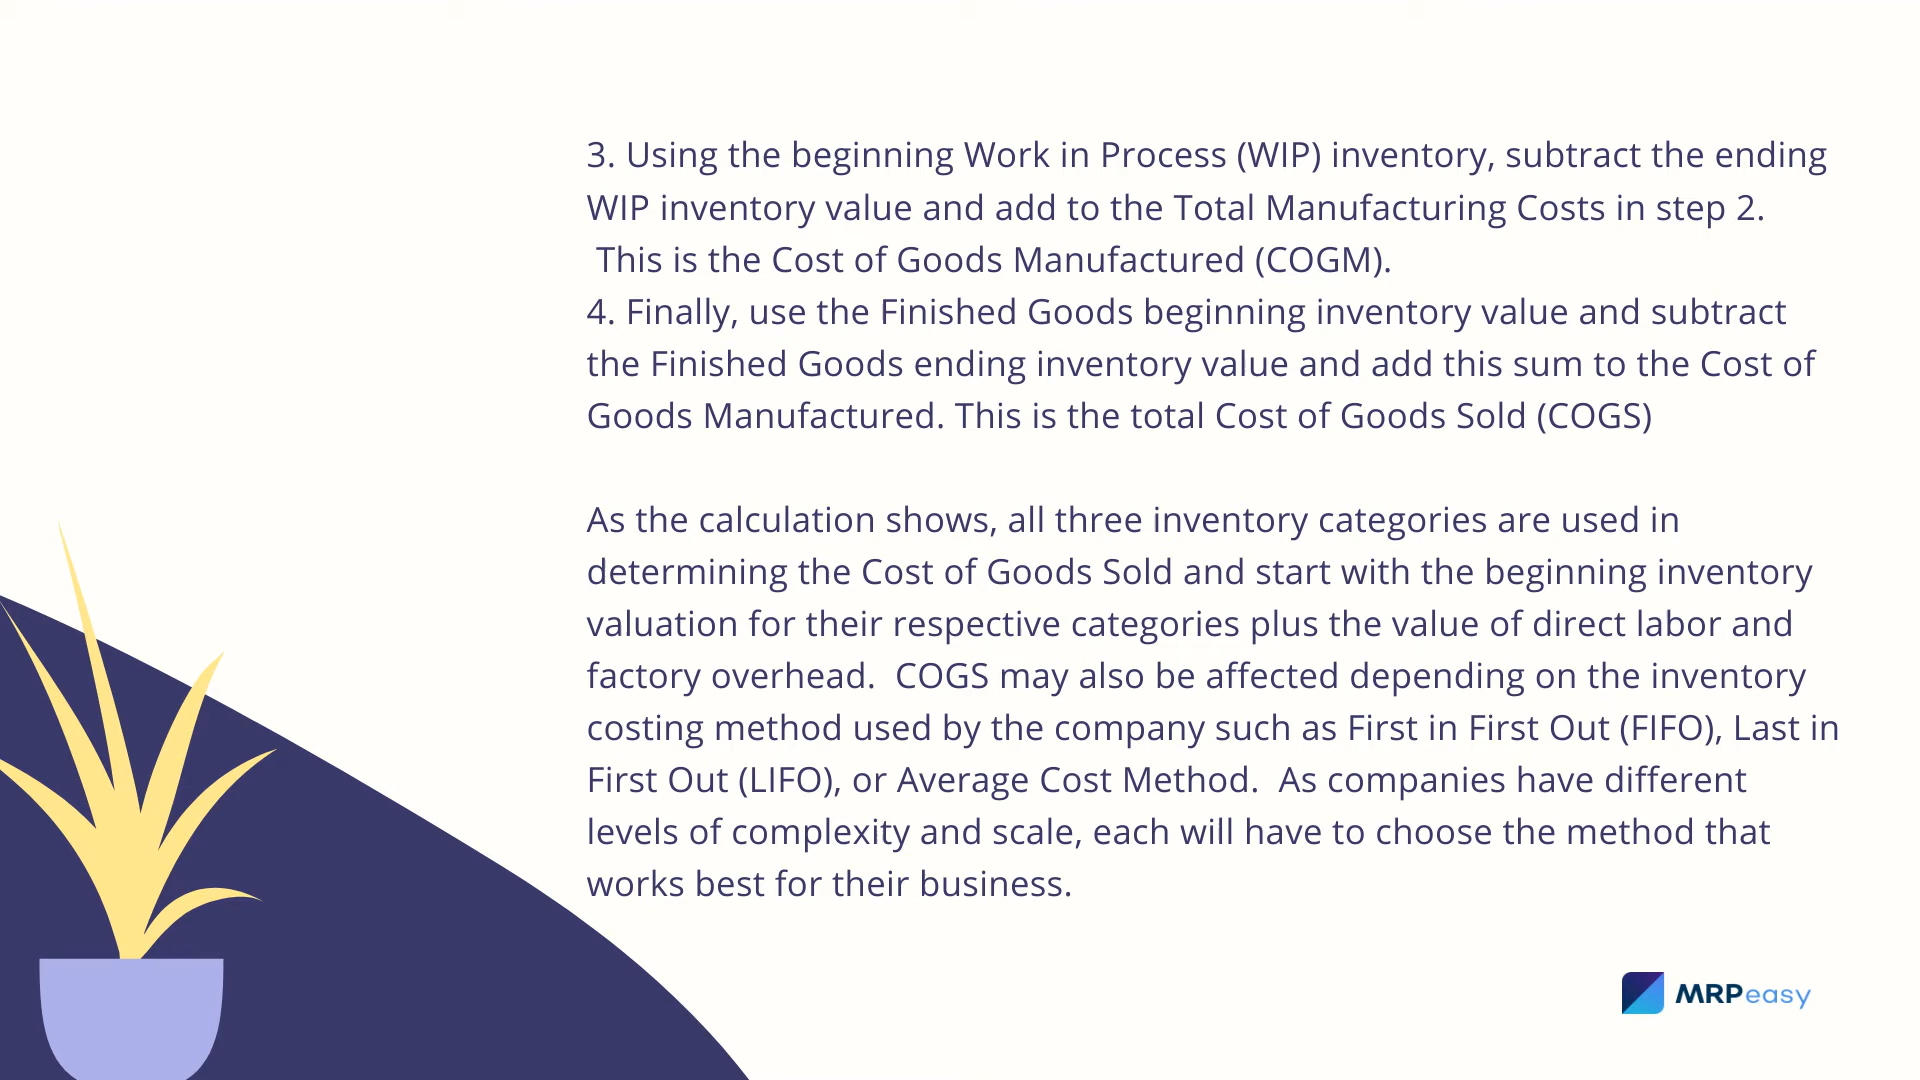 3. Using the beginning Work in Process (WIP) inventory, subtract the ending
WIP inventory value and add to the Total Manufacturing Costs in step 2.
This is the Cost of Goods Manufactured (COGM).
4. Finally, use the Finished Goods beginning inventory value and subtract
the Finished Goods ending inventory value and add this sum to the Cost of
Goods Manufactured. This is the total Cost of Goods Sold (COGS)
As the calculation shows, all three inventory categories are used in
determining the Cost of Goods Sold and start with the beginning inventory
valuation for their respective categories plus the value of direct labor and
factory overhead.  COGS may also be affected depending on the inventory
costing method used by the company such as First in First Out (FIFO), Last in
First Out (LIFO), or Average Cost Method.  As companies have different
levels of complexity and scale, each will have to choose the method that
works best for their business.
MRPeasy